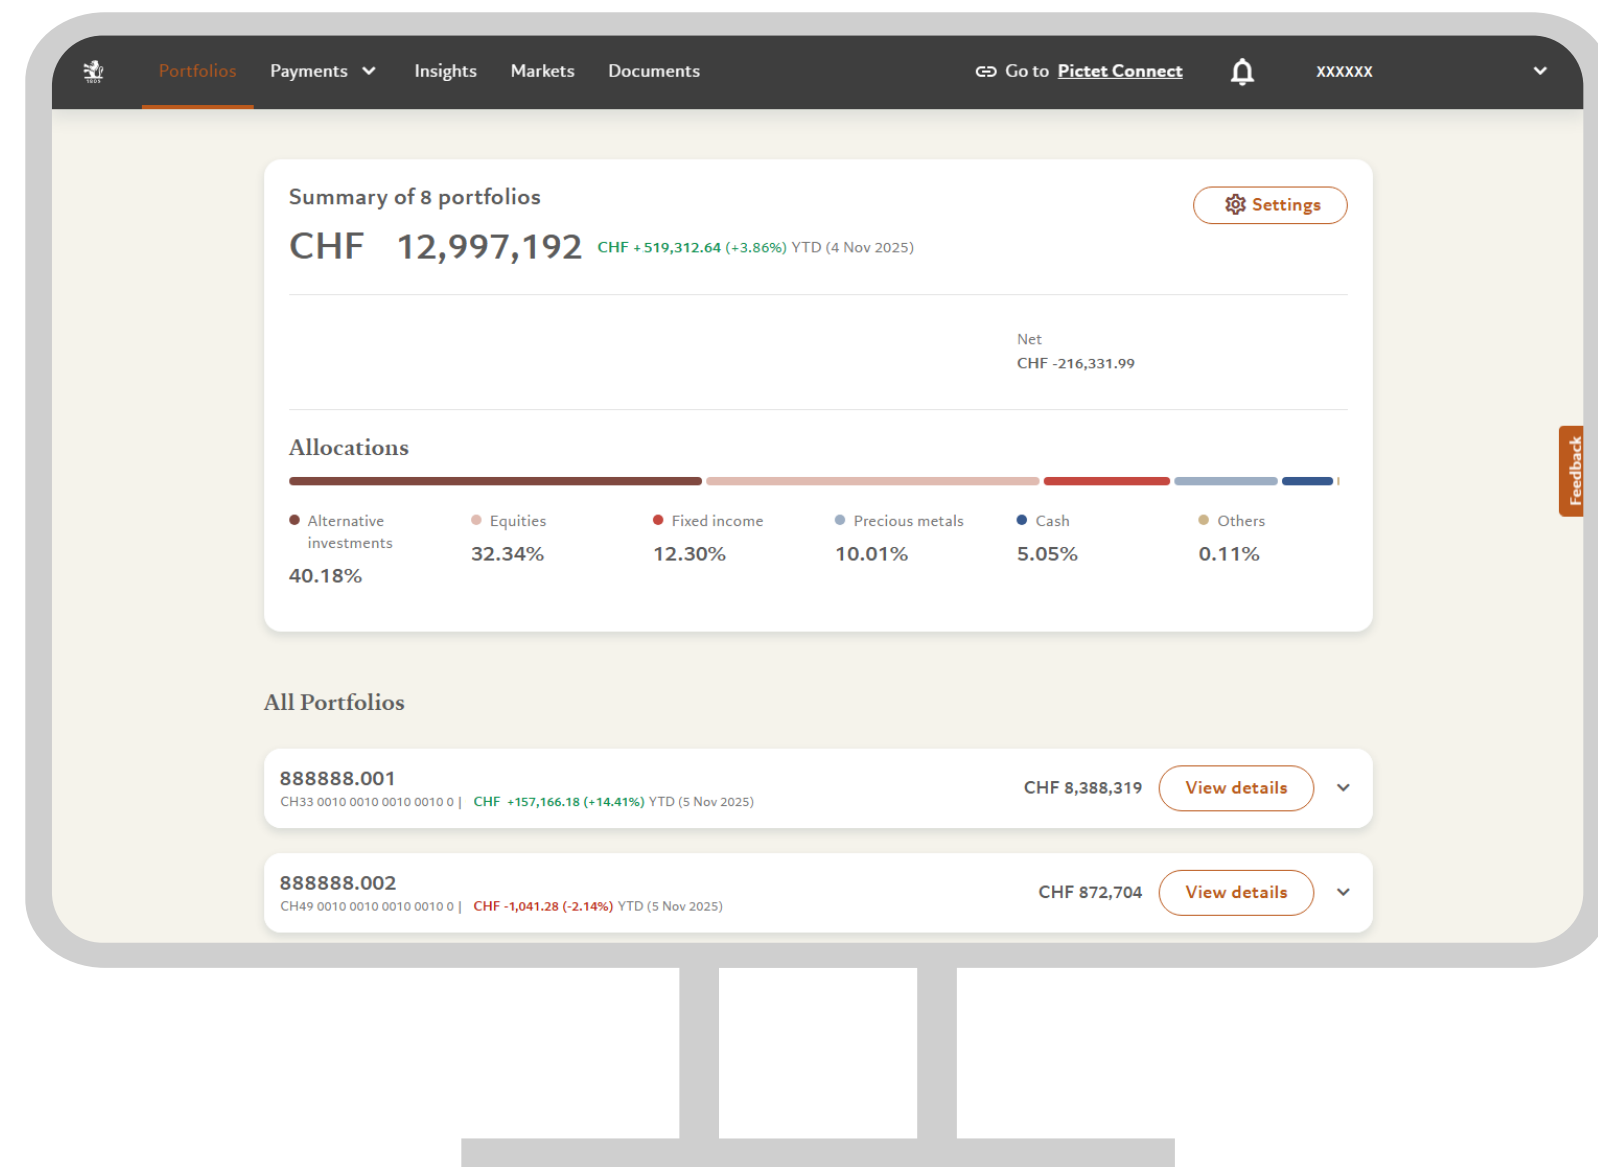 1805
Portfolios Payments Insights Markets Documents Go to Pictet Connect XXXXXX
Summary of 8 portfolios
Settings
CHF 12,997,192 CHF +519,312.64 (+3.86%) YTD (4 Nov 2025)
Net
CHF -216,331.99
Feedback
Allocations
Alternative investments
40.18%
Equities
32.34%
Fixed income
12.30%
Precious metals
10.01%
Cash
5.05%
Others
0.11%
All Portfolios
888888.001
CH33 0010 0010 0010 0010 0 | CHF +157,166.18 (+14.41%) YTD (5 Nov 2025)
CHF 8,388,319 View details
888888.002
CH49 0010 0010 0010 0010 0 | CHF -1,041.28 (-2.14%) YTD (5 Nov 2025)
CHF 872,704 View details